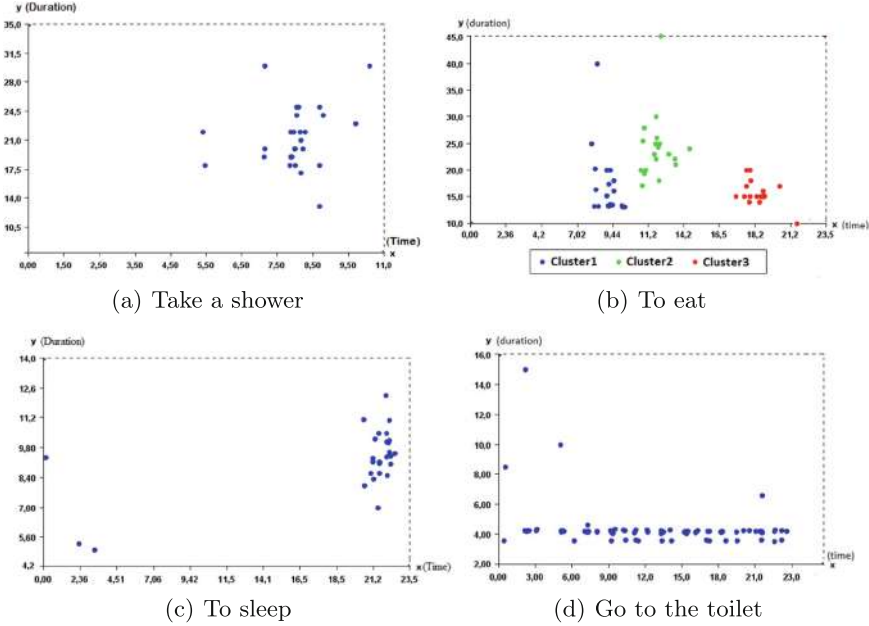 y (Duration)
35,0
31,5
28,0
24,5
21,0
17,5
14,0
10,5
(Time)
x
0,00 1,50 2,50 3,50 4,50 5,50 6,50 7,50 8,50 9,50 11,0
(a) Take a shower
y (duration)
45,0
40,0
35,0
30,0
25,0
20,0
15,0
10,0
x (time)
0,00 2,36 4,2 7,00 9,44 11,2 14,2 16,5 18,7 21,2 23,5
Cluster1 Cluster2 Cluster3
(b) To eat
y (Duration)
14,0
12,6
11,2
9,80
8,40
7,00
5,60
4,2
x (Time)
0,00 2,36 4,51 7,06 9,42 11,2 14,1 16,5 18,8 21,2 23,5
(c) To sleep
y (duration)
16,0
14,0
12,0
10,0
8,00
6,00
4,00
2,00
(time)
x
0,00 3,00 6,00 9,00 12,0 15,0 18,0 21,0 23,0
(d) Go to the toilet